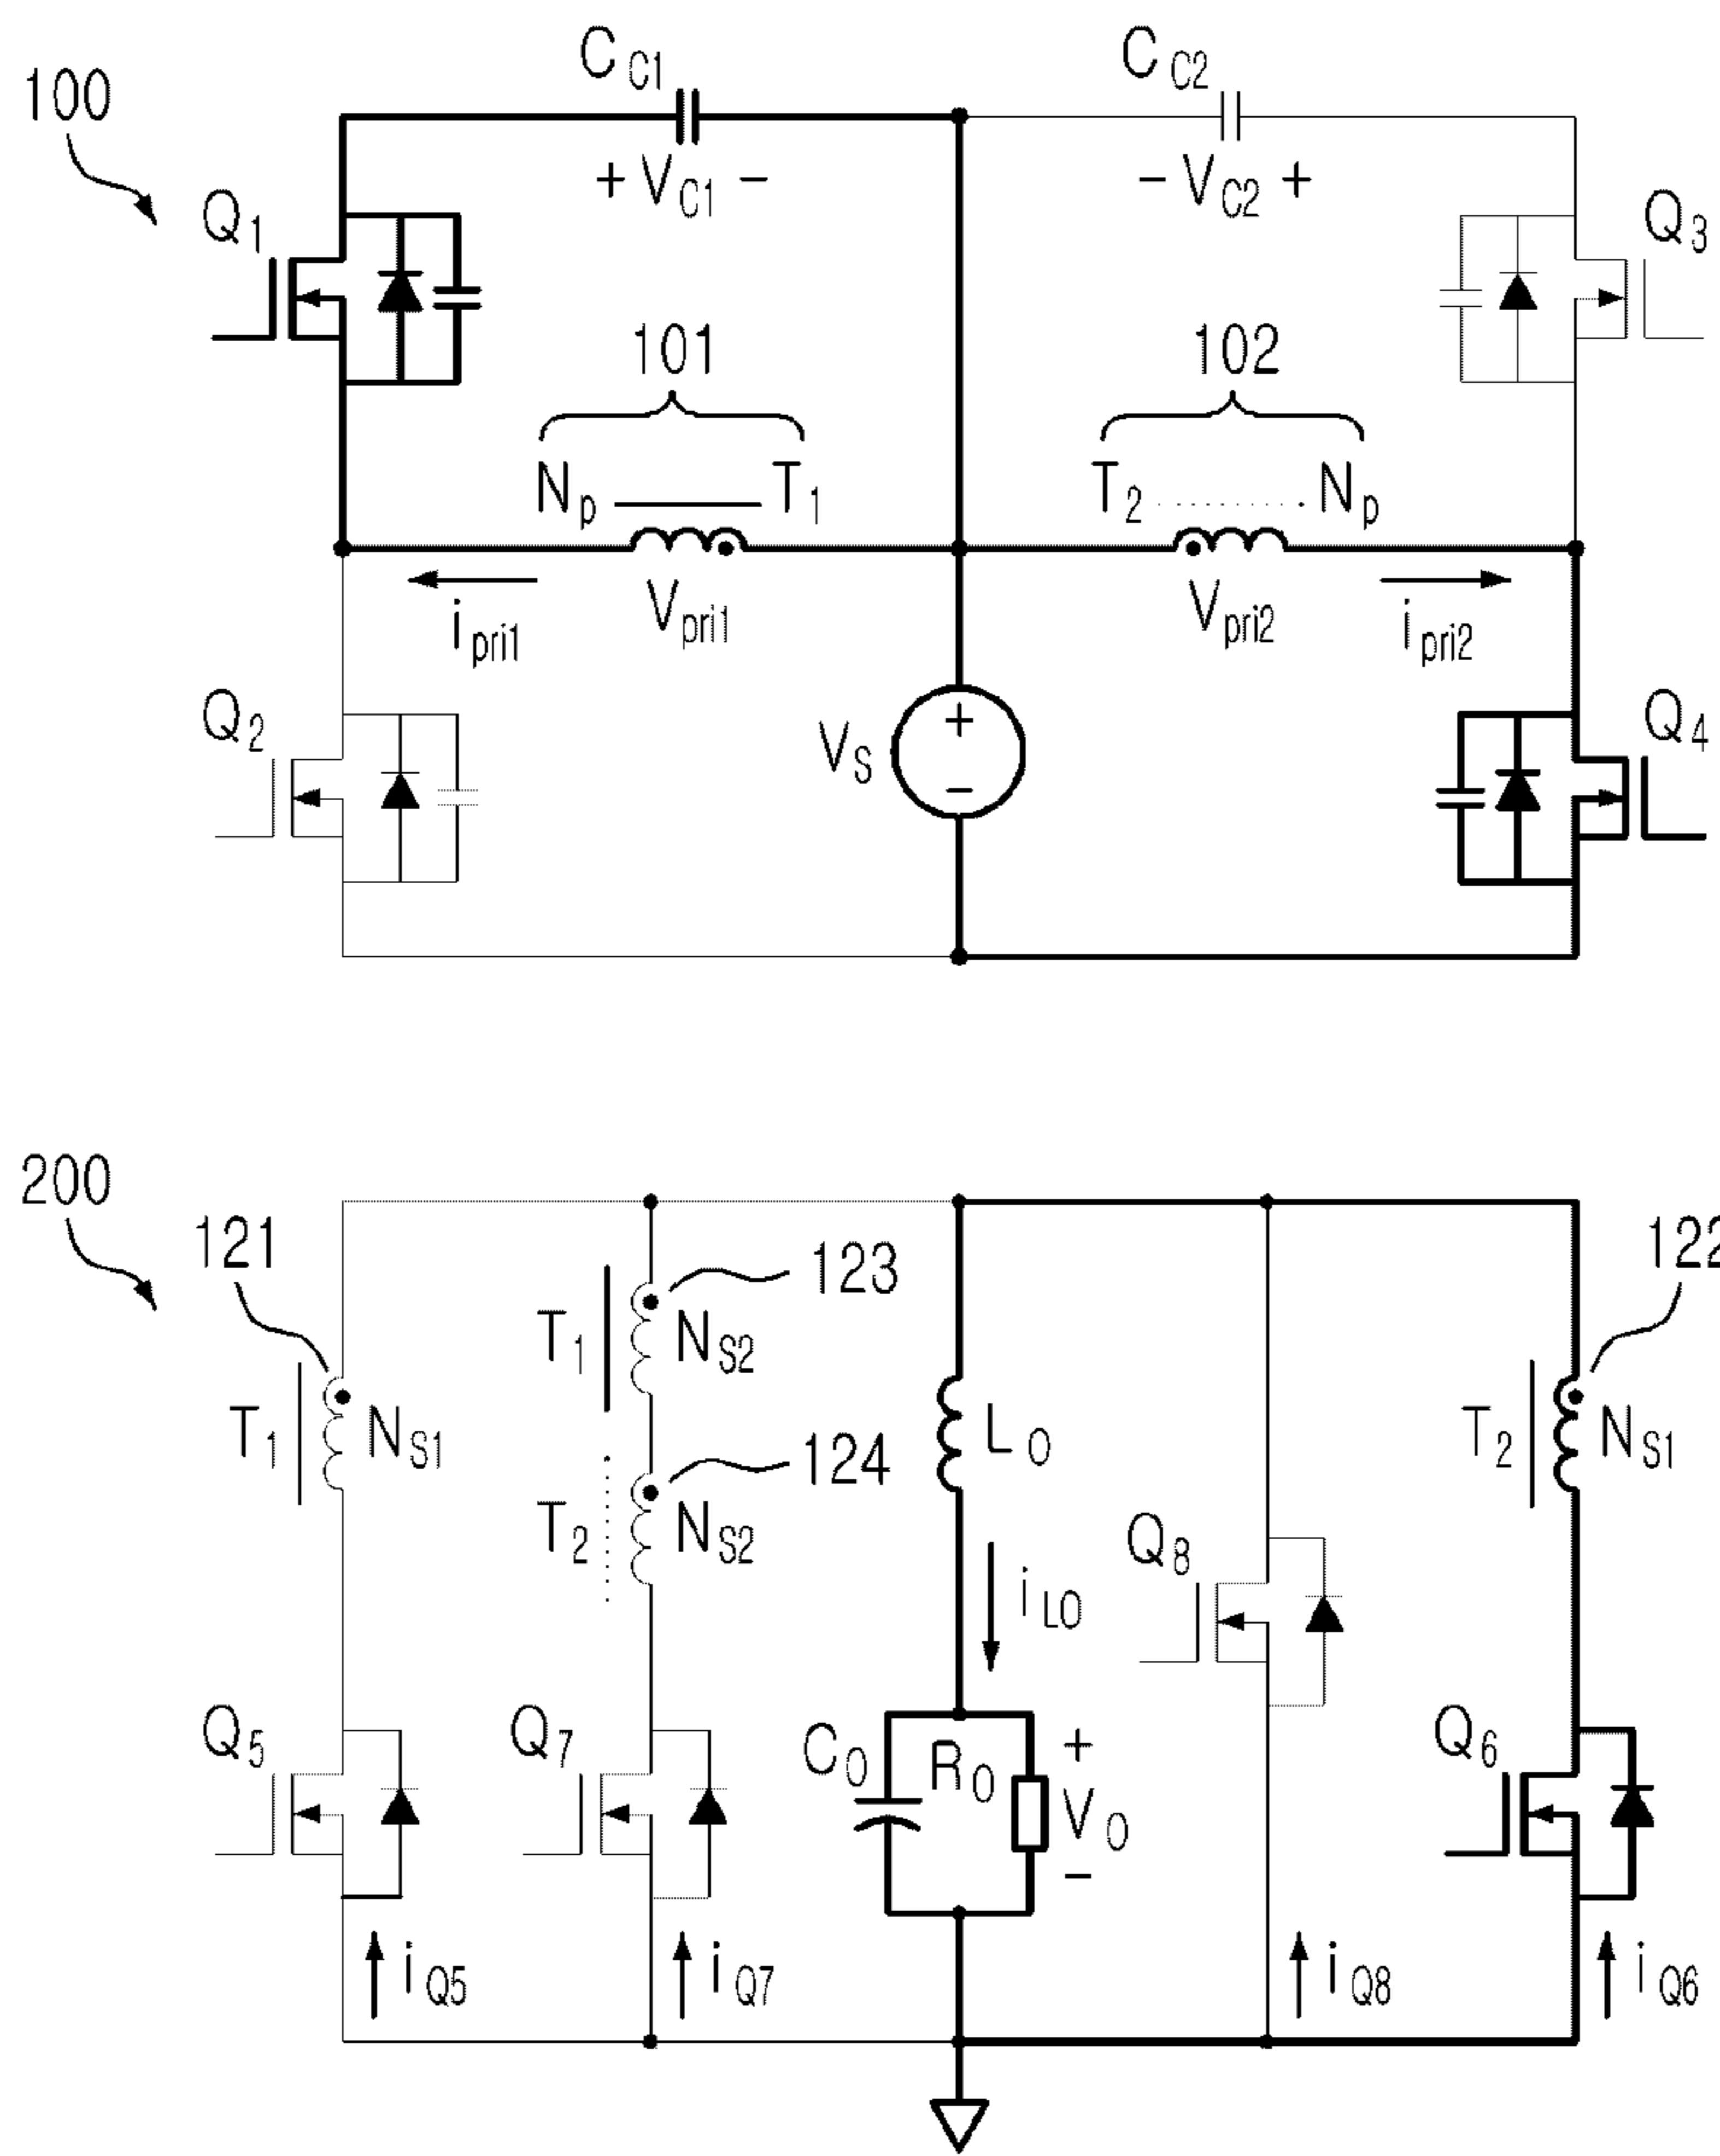 C C1 C C2
100
+ V C1 − − V C2 +
Q 1 Q 3
101 102
N p T 1 T 2 N p
V pri1 V pri2
i pri1 i pri2
Q 2 Q 4
V S + −
200
121 123 122
T 1 N S2
T 1 N S1 L O T 2 N S1
124
T 2 N S2
Q 8
i LO
Q 5 Q 7 C O R O + V O − Q 6
i Q5 i Q7 i Q8 i Q6